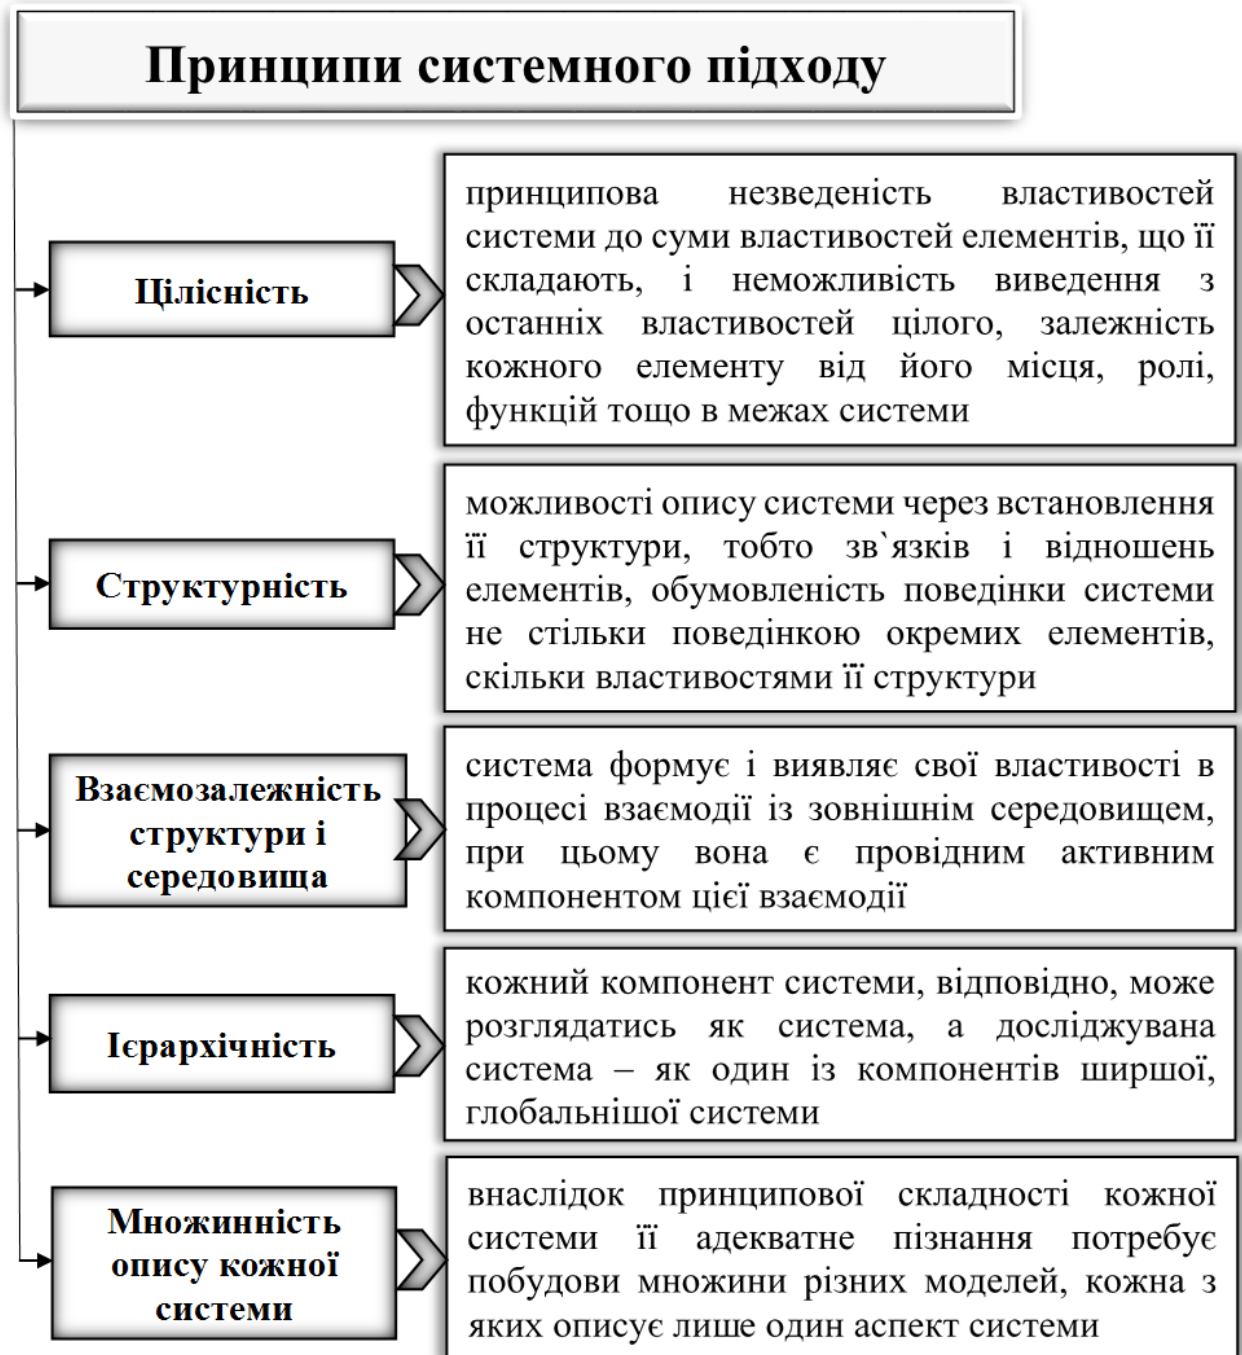 Принципи системного підходу
Цілісність
принципова незведеність властивостей
системи до суми властивостей елементів, що її
складають, і неможливість виведення з
останніх властивостей цілого, залежність
кожного елементу від його місця, ролі,
функцій тощо в межах системи
Структурність
можливості опису системи через встановлення
її структури, тобто зв`язків і відношень
елементів, обумовленість поведінки системи
не стільки поведінкою окремих елементів,
скільки властивостями її структури
Взаємозалежність
структури і
середовища
система формує і виявляє свої властивості в
процесі взаємодії із зовнішнім середовищем,
при цьому вона є провідним активним
компонентом цієї взаємодії
Ієрархічність
кожний компонент системи, відповідно, може
розглядатись як система, а досліджувана
система – як один із компонентів ширшої,
глобальнішої системи
Множинність
опису кожної
системи
внаслідок принципової складності кожної
системи її адекватне пізнання потребує
побудови множини різних моделей, кожна з
яких описує лише один аспект системи